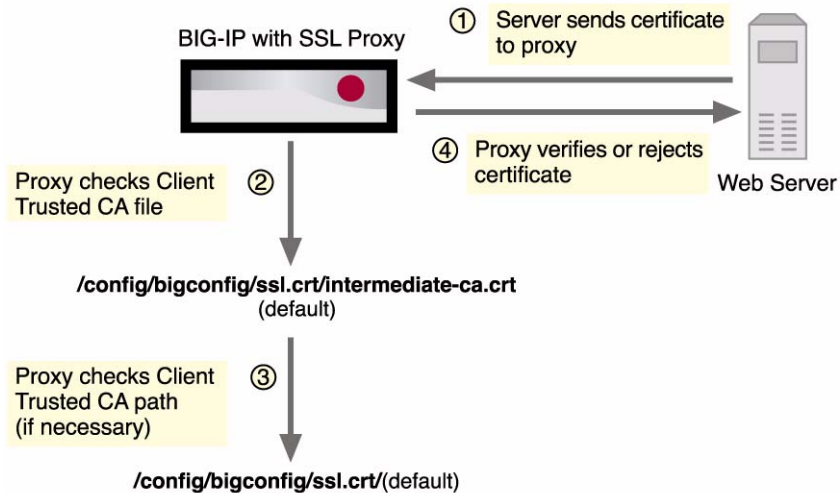 BIG-IP with SSL Proxy
1 Server sends certificate
to proxy
4 Proxy verifies or rejects
certificate
Web Server
Proxy checks Client
Trusted CA file
2
/config/bigconfig/ssl.crt/intermediate-ca.crt
(default)
Proxy checks Client
Trusted CA path
(if necessary)
3
/config/bigconfig/ssl.crt/(default)